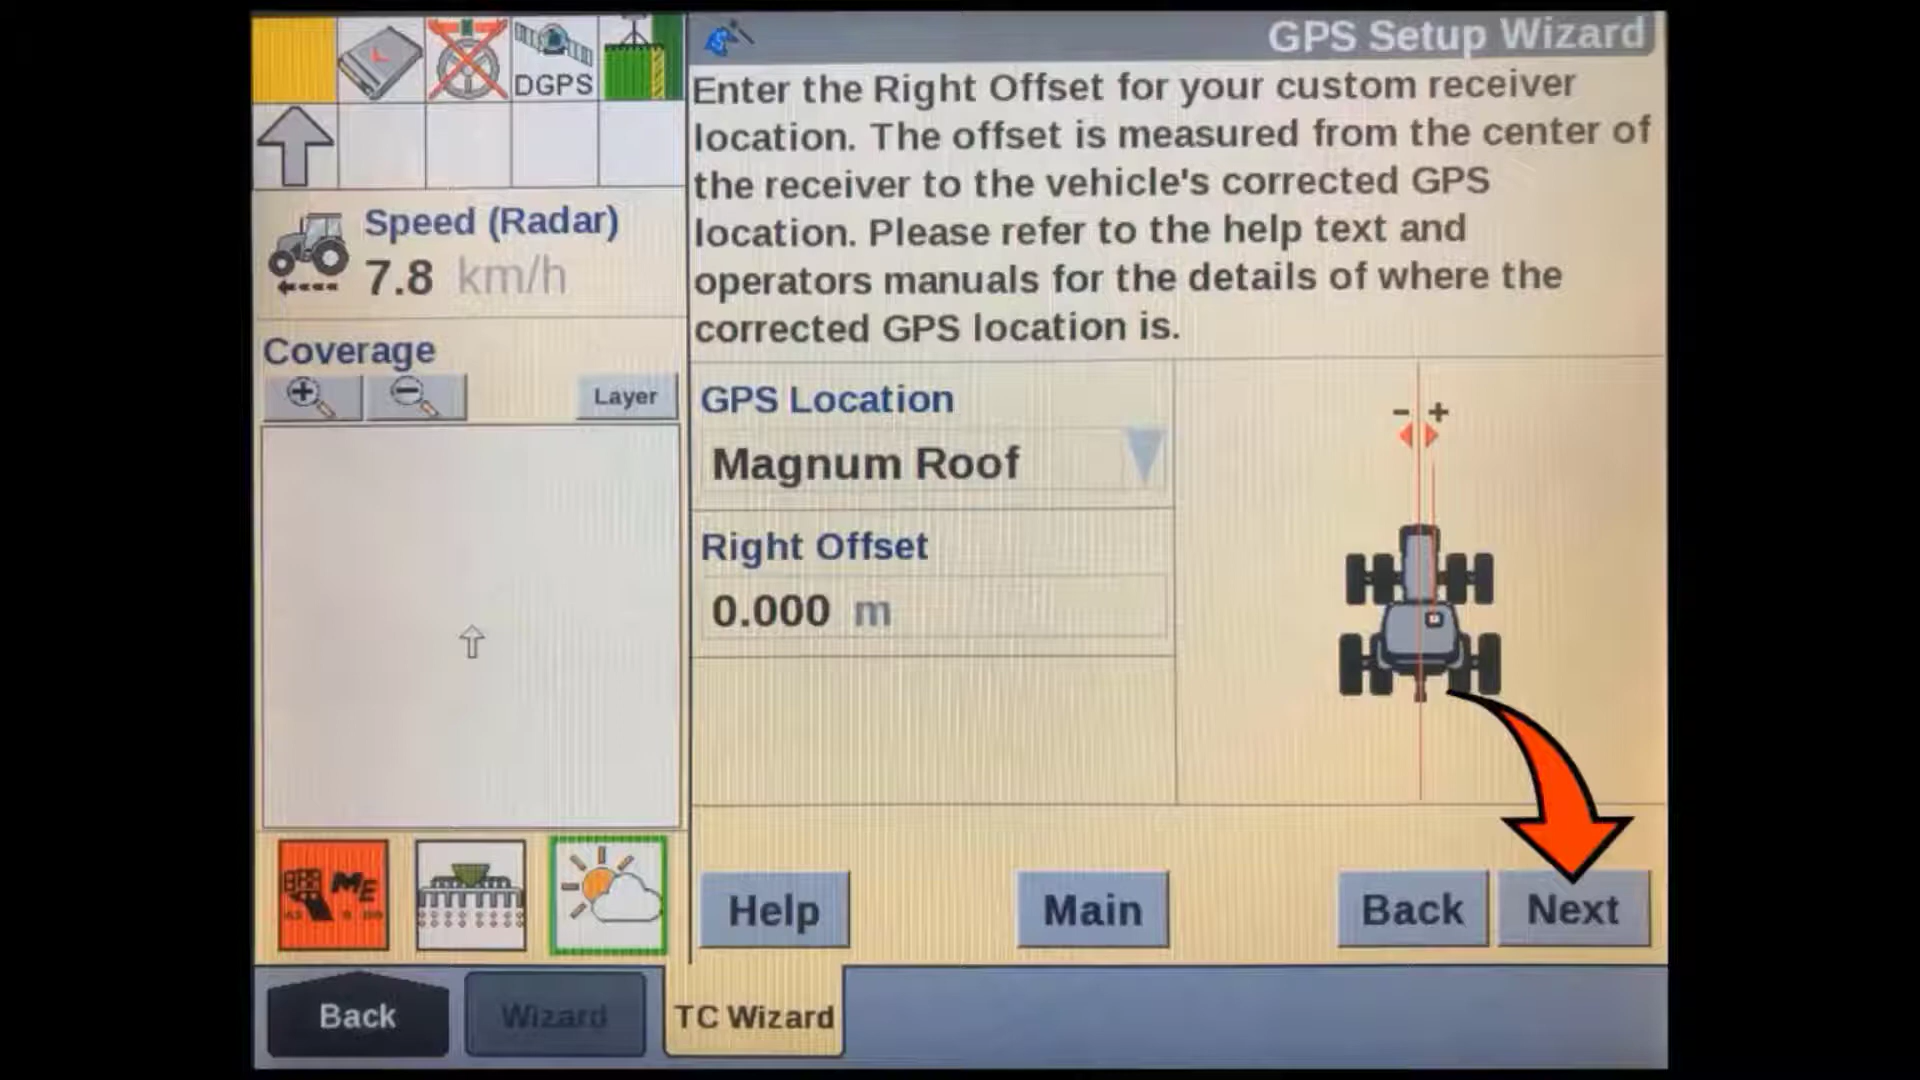 DGPS
Speed (Radar)
7.8 km/h
Coverage
Layer
GPS Setup Wizard
Enter the Right Offset for your custom receiver
location. The offset is measured from the center of
the receiver to the vehicle's corrected GPS
location. Please refer to the help text and
operators manuals for the details of where the
corrected GPS location is.
GPS Location
Magnum Roof
Right Offset
0.000 m
- +
Help
Main
Back
Next
Back
Wizard
TC Wizard